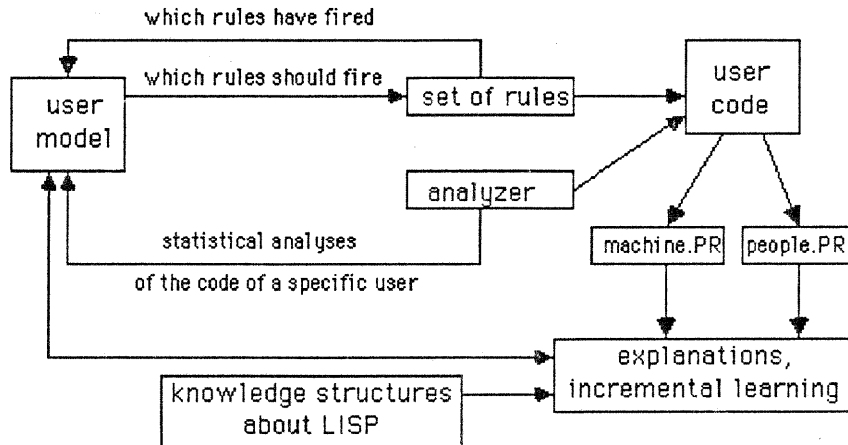 which rules have fired
which rules should fire
user
model
set of rules
user
code
analyzer
statistical analyses
of the code of a specific user
machine.PR
people.PR
explanations,
incremental learning
knowledge structures
about LISP